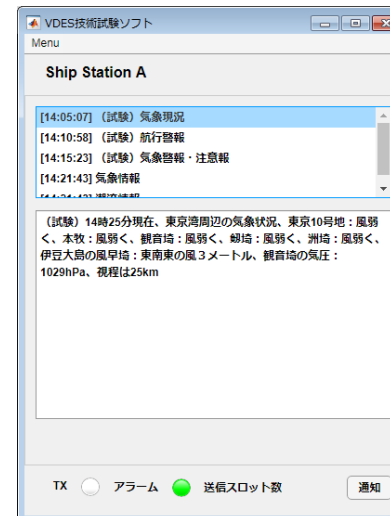 VDES技術試験ソフト
Menu
Ship Station A
[14:05:07] （試験）気象現況
[14:10:58] （試験）航行警報
[14:15:23] （試験）気象警報・注意報
[14:21:43] 気象情報
（試験）14時25分現在、東京湾周辺の気象状況、東京10号地：風弱
く、本牧：風弱く、観音埼：風弱く、剱埼：風弱く、洲埼：風弱く、
伊豆大島の風早埼：東南東の風３メートル、観音埼の気圧：
1029hPa、視程は25km
TX アラーム 送信スロット数 通知